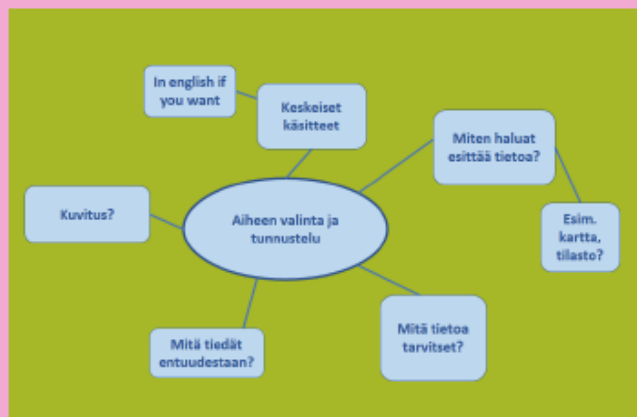 In english if
you want
Keskeiset
käsitteet
Miten haluat
esittää tietoa?
Kuvitus?
Aiheen valinta ja
tunnustelu
Esim.
kartta,
tilasto?
Mitä tiedät
entuudestaan?
Mitä tietoa
tarvitset?